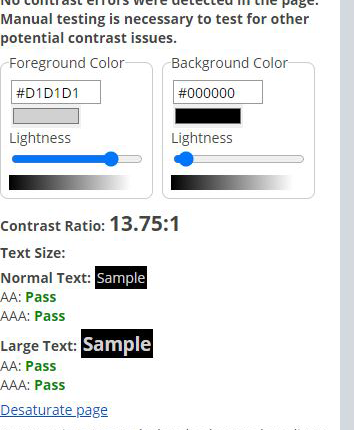 No contrast errors were detected in the page.
Manual testing is necessary to test for other
potential contrast issues.
Foreground Color
Background Color
#D1D1D1
#000000
Lightness
Lightness
Contrast Ratio: 13.75:1
Text Size:
Normal Text: Sample
AA: Pass
AAA: Pass
Large Text: Sample
AA: Pass
AAA: Pass
Desaturate page